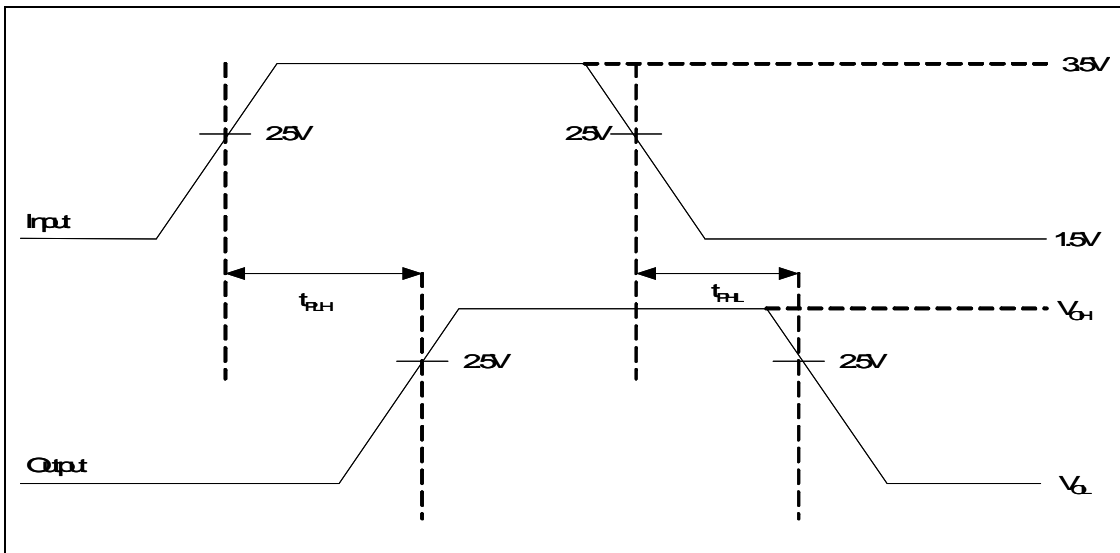 3.5V
2.5V 2.5V
Input
1.5V
tPLH tPHL
VOH
2.5V 2.5V
Output
VOL